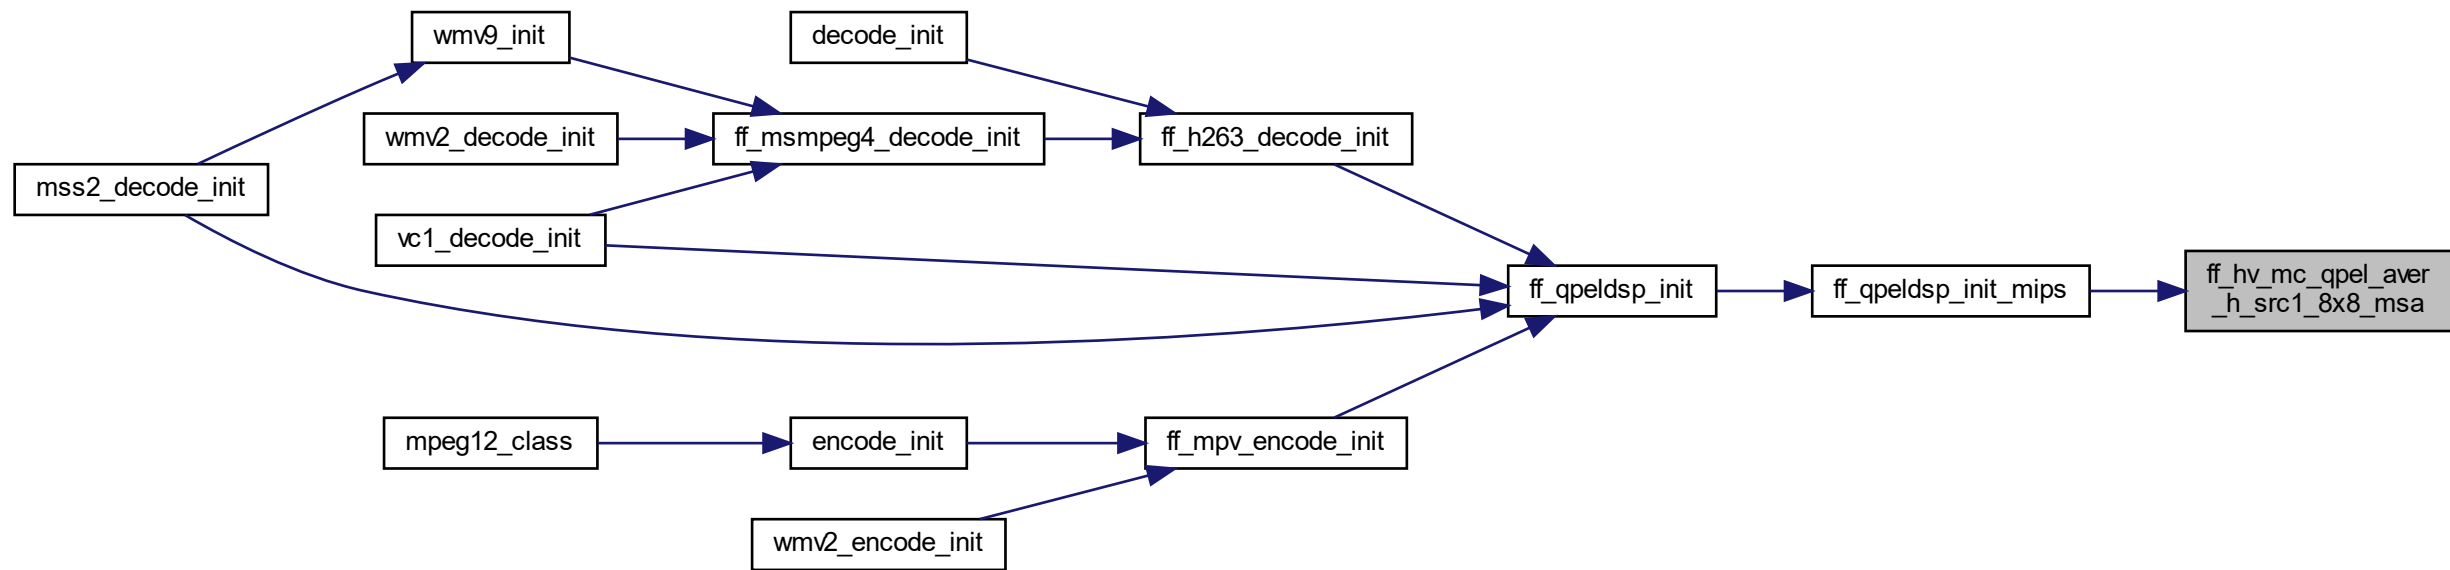 wmv9_init
decode_init
wmv2_decode_init
ff_msmpeg4_decode_init
ff_h263_decode_init
mss2_decode_init
vc1_decode_init
ff_qpeldsp_init
ff_qpeldsp_init_mips
ff_hv_mc_qpel_aver
_h_src1_8x8_msa
mpeg12_class
encode_init
ff_mpv_encode_init
wmv2_encode_init